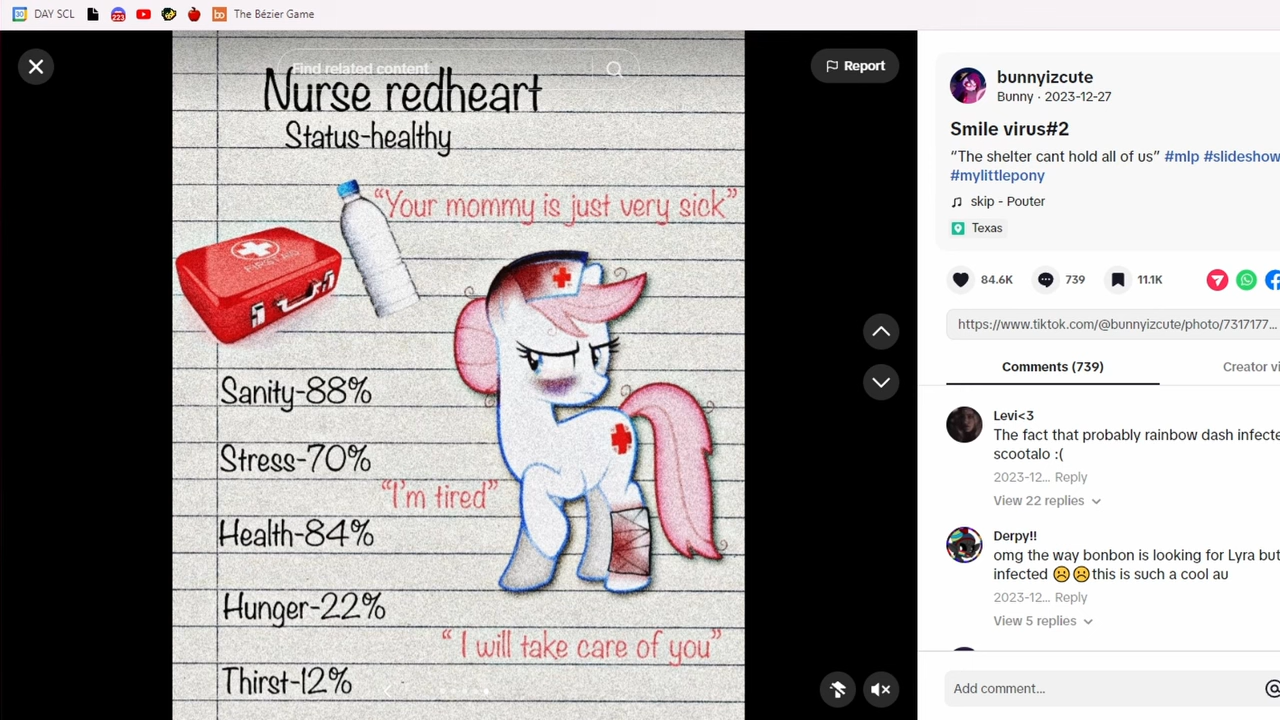 DAY SCL
223
The Bézier Game
Find related content
Report
Nurse redheart
Status-healthy
"Your mommy is just very sick"
FIRST AID
Sanity-88%
Stress-70%
"I'm tired"
Health-84%
Hunger-22%
" I will take care of you"
Thirst-12%
bunnyizcute
Bunny · 2023-12-27
Smile virus#2
“The shelter cant hold all of us” #mlp #slideshow
#mylittlepony
skip - Pouter
Texas
84.6K
739
11.1K
https://www.tiktok.com/@bunnyizcute/photo/7317177...
Comments (739)
Creator vi
Levi<3
The fact that probably rainbow dash infecte
scootalo :(
2023-12... Reply
View 22 replies
Derpy!!
omg the way bonbon is looking for Lyra but
infected ☹️☹️this is such a cool au
2023-12... Reply
View 5 replies
Add comment...
@